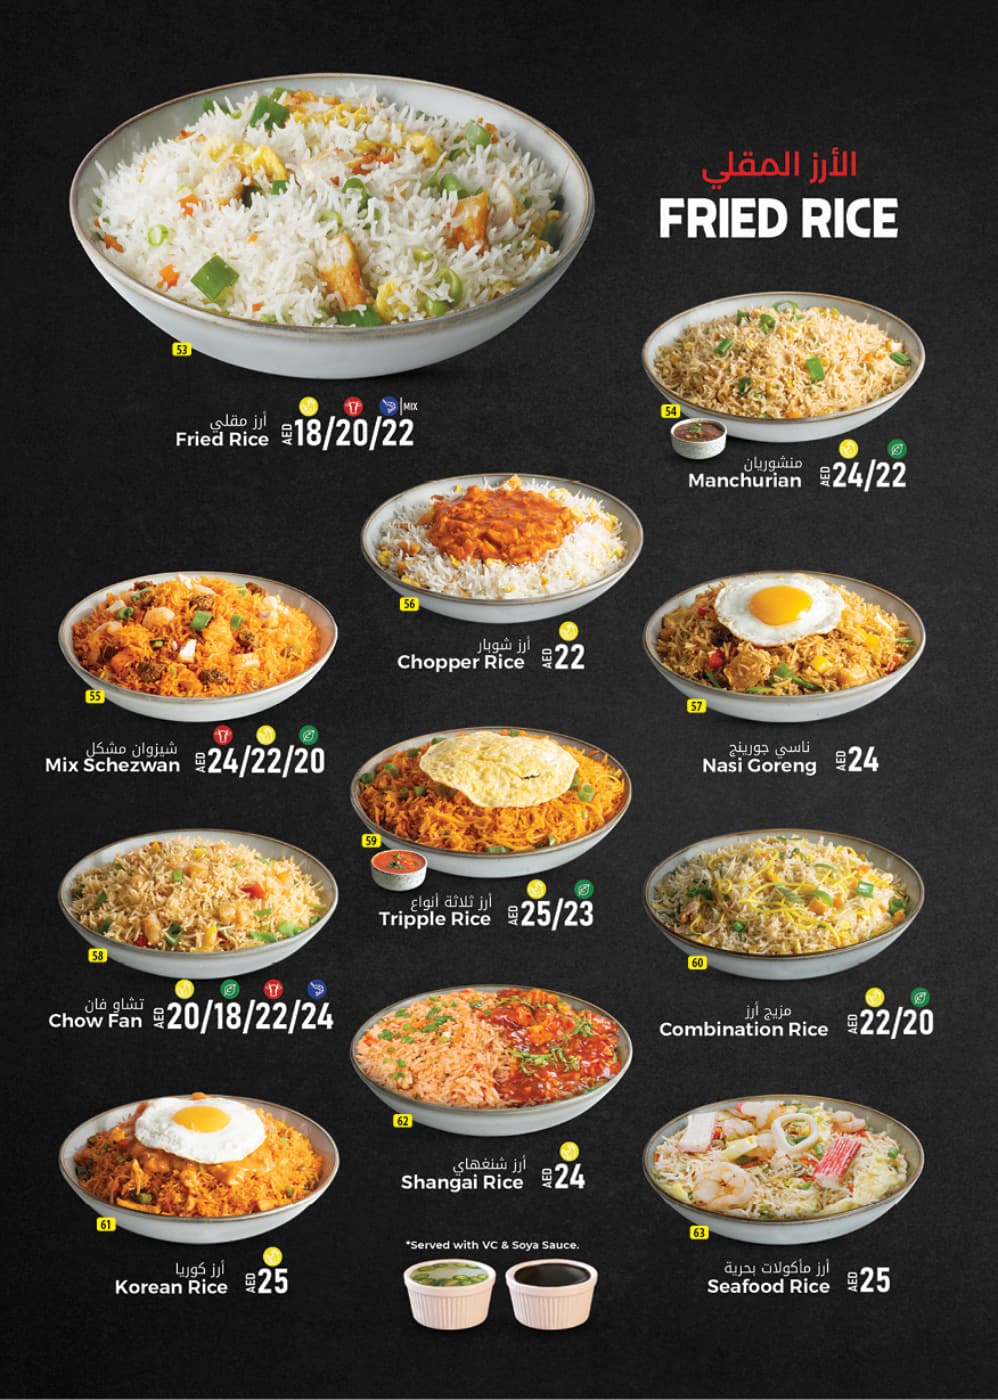 الأرز المقلي
FRIED RICE
53
MIX
أرز مقلي
Fried Rice
AED 18/20/22
54
منشوريان
Manchurian
AED 24/22
56
أرز شوبار
Chopper Rice
AED 22
55
شيزوان مشكل
Mix Schezwan
AED 24/22/20
57
ناسي جورينج
Nasi Goreng
AED 24
59
أرز ثلاثة أنواع
Tripple Rice
AED 25/23
58
تشاو فان
Chow Fan
AED 20/18/22/24
60
مزيج أرز
Combination Rice
AED 22/20
62
أرز شنغهاي
Shangai Rice
AED 24
61
أرز كوريا
Korean Rice
AED 25
63
أرز مأكولات بحرية
Seafood Rice
AED 25
*Served with VC & Soya Sauce.